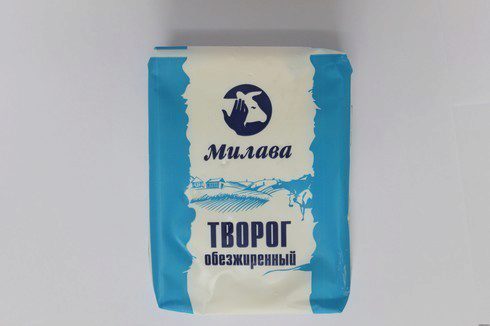 Милава
ТВОРОГ
обезжиренный